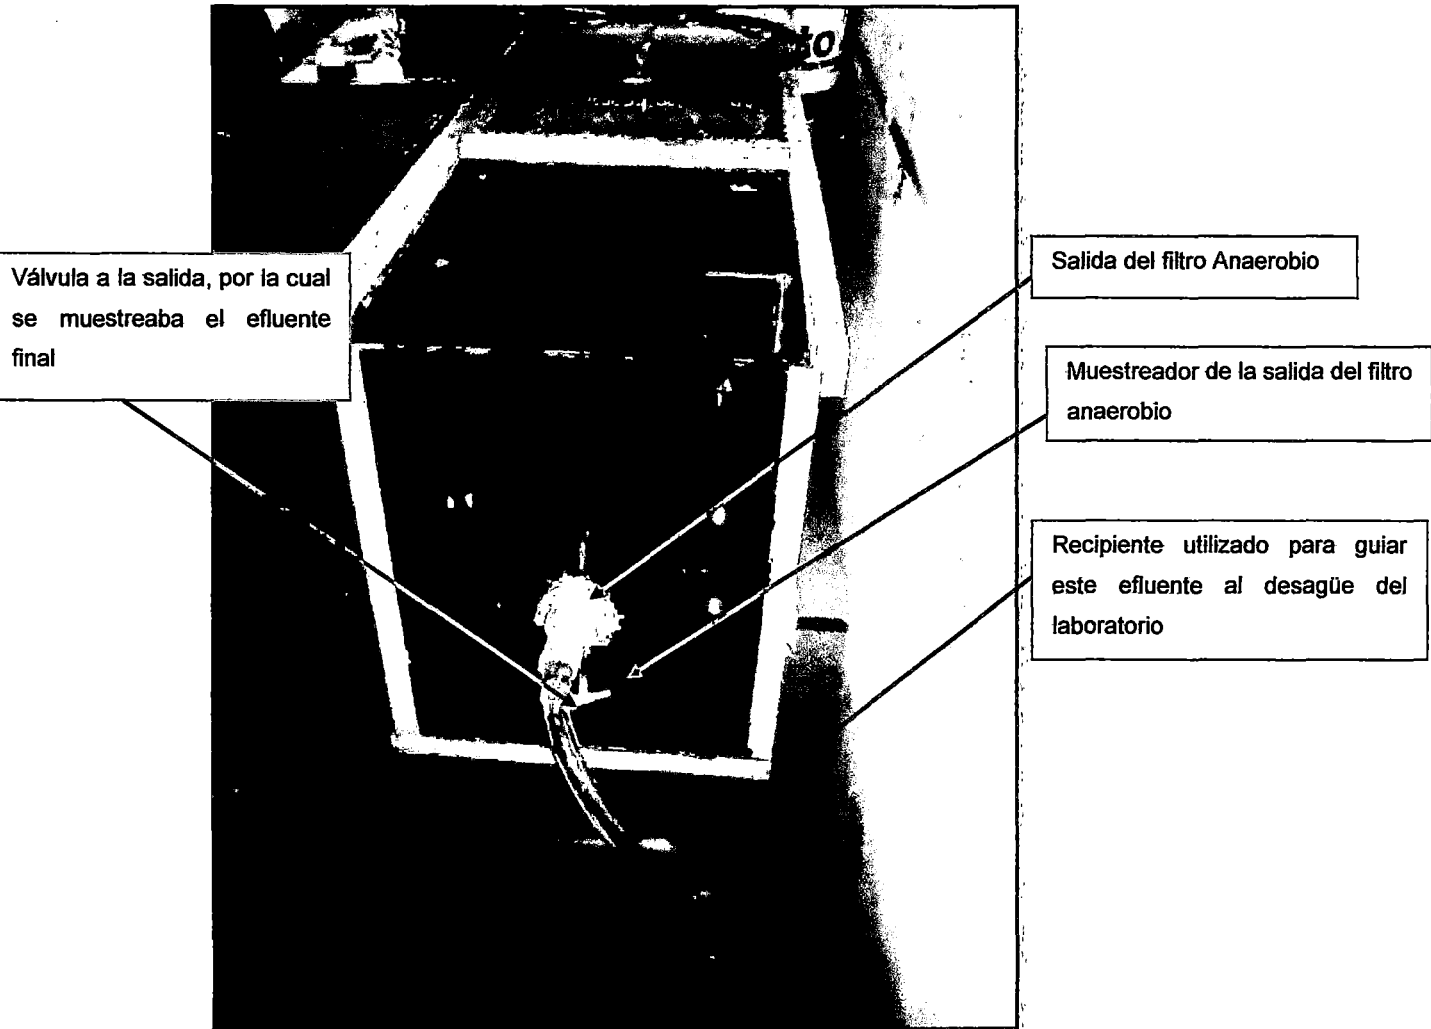 to
Válvula a la salida, por la cual
se muestreaba el efluente
final
Salida del filtro Anaerobio
Muestreador de la salida del filtro
anaerobio
Recipiente utilizado para guiar
este efluente al desagüe del
laboratorio